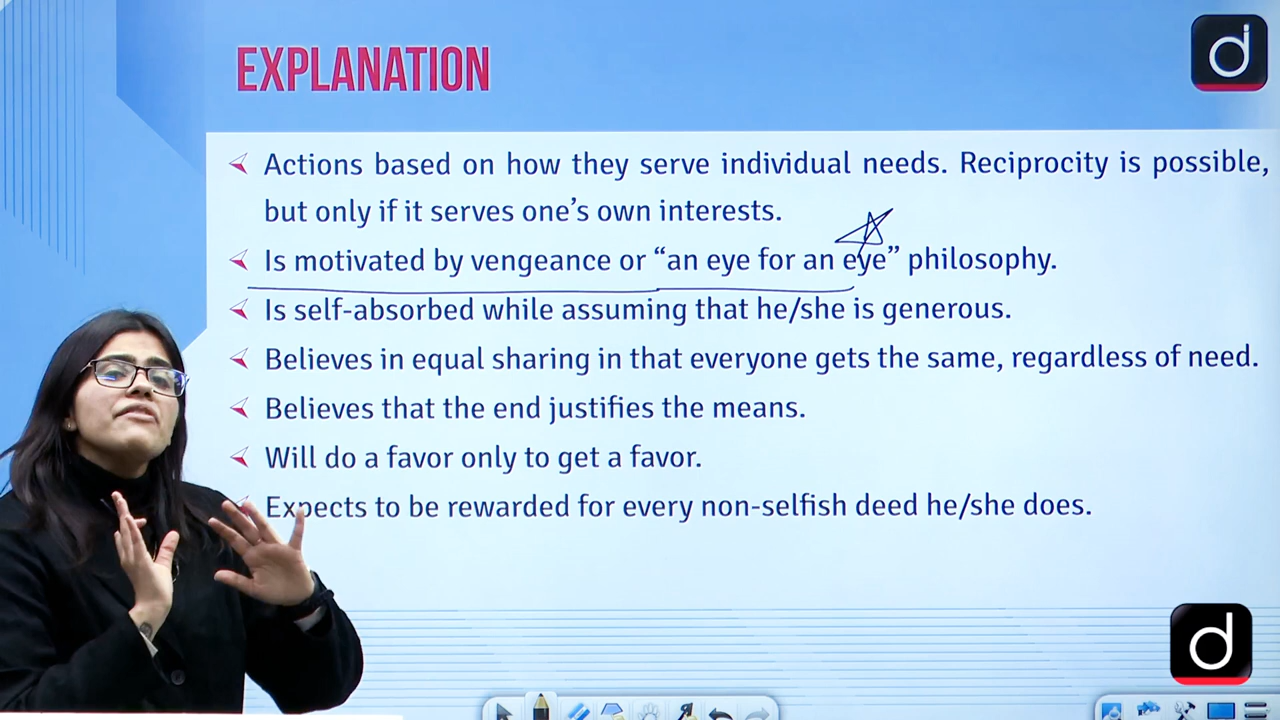 EXPLANATION
d
Actions based on how they serve individual needs. Reciprocity is possible,
but only if it serves one’s own interests.
Is motivated by vengeance or “an eye for an eye” philosophy.
Is self-absorbed while assuming that he/she is generous.
Believes in equal sharing in that everyone gets the same, regardless of need.
Believes that the end justifies the means.
Will do a favor only to get a favor.
Expects to be rewarded for every non-selfish deed he/she does.
d